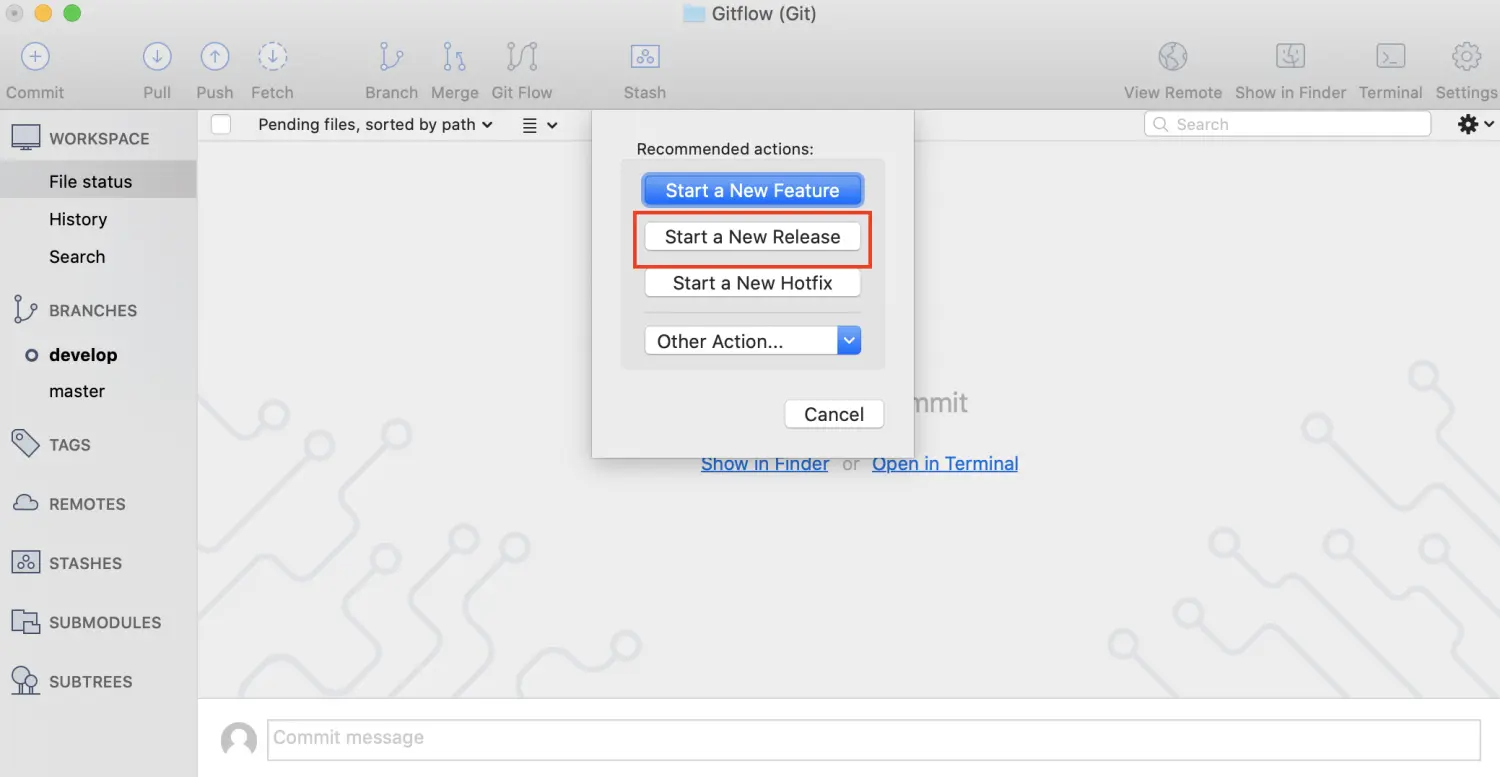 Gitflow (Git)
Commit Pull Push Fetch Branch Merge Git Flow Stash View Remote Show in Finder Terminal Settings
WORKSPACE
File status
History
Search
BRANCHES
develop
master
TAGS
REMOTES
STASHES
SUBMODULES
SUBTREES
Pending files, sorted by path
Search
Recommended actions:
Start a New Feature
Start a New Release
Start a New Hotfix
Other Action...
Cancel
mmit
Show in Finder or Open in Terminal
Commit message